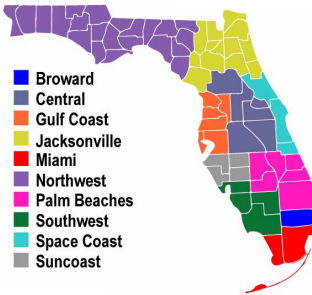 Broward
Central
Gulf Coast
Jacksonville
Miami
Northwest
Palm Beaches
Southwest
Space Coast
Suncoast